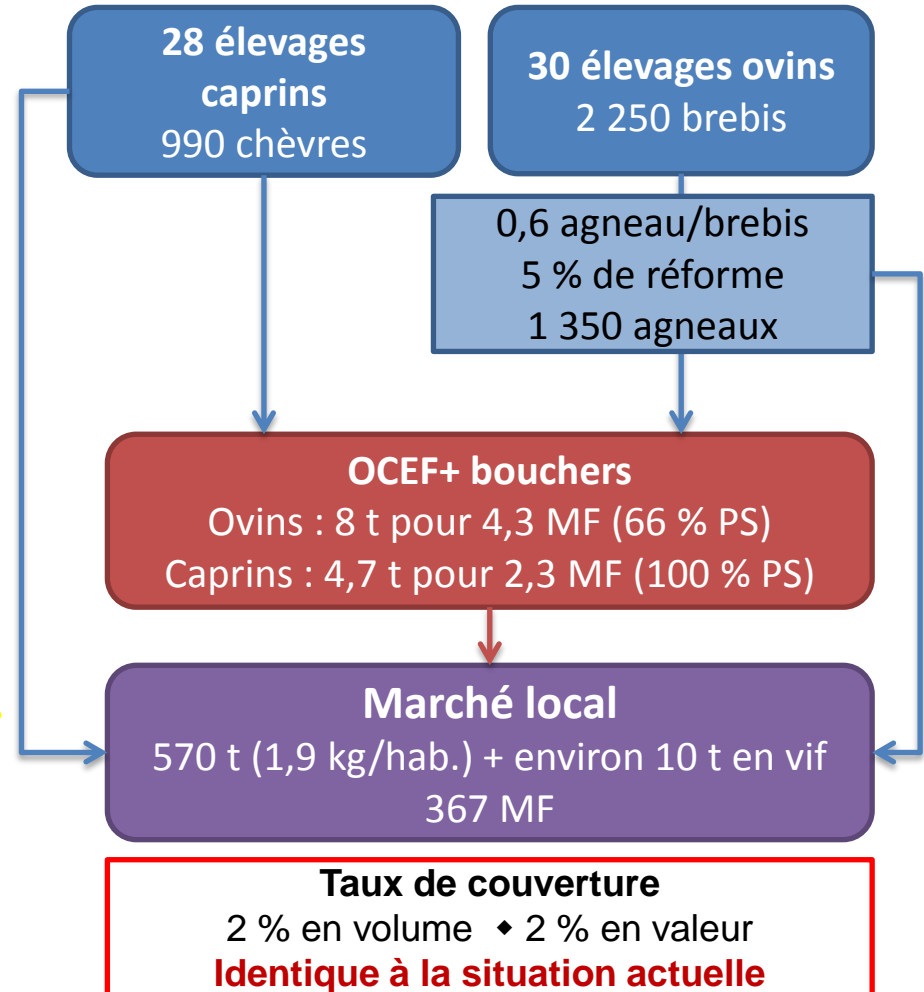 28 élevages
caprins
990 chèvres
30 élevages ovins
2 250 brebis
0,6 agneau/brebis
5 % de réforme
1 350 agneaux
OCEF+ bouchers
Ovins : 8 t pour 4,3 MF (66 % PS)
Caprins : 4,7 t pour 2,3 MF (100 % PS)
Marché local
570 t (1,9 kg/hab.) + environ 10 t en vif
367 MF
Taux de couverture
2 % en volume ◆ 2 % en valeur
Identique à la situation actuelle